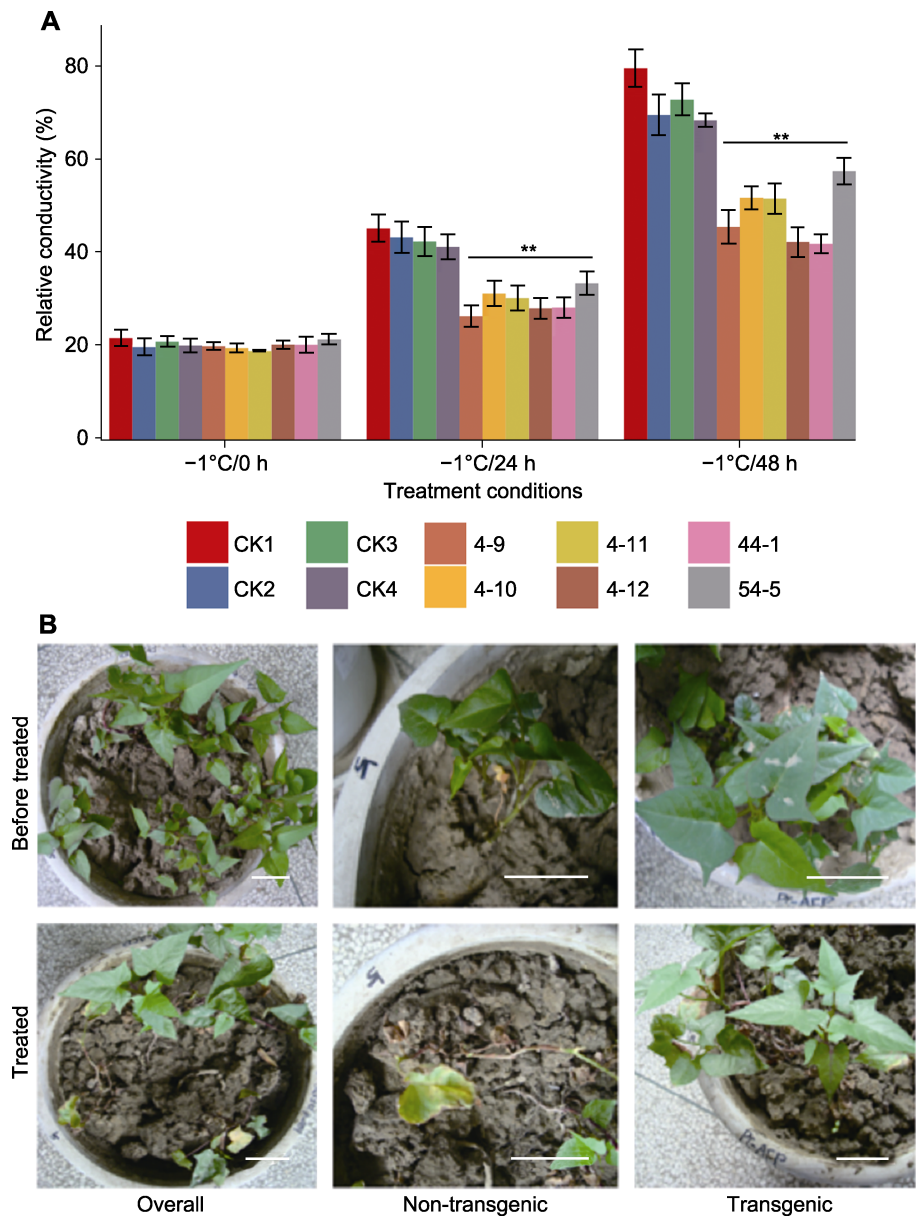 A
Relative conductivity (%)
80
60
40
20
0
**
**
−1°C/0 h
−1°C/24 h
−1°C/48 h
Treatment conditions
CK1
CK3
4-9
4-11
44-1
CK2
CK4
4-10
4-12
54-5
B
Before treated
Treated
Overall
Non-transgenic
Transgenic